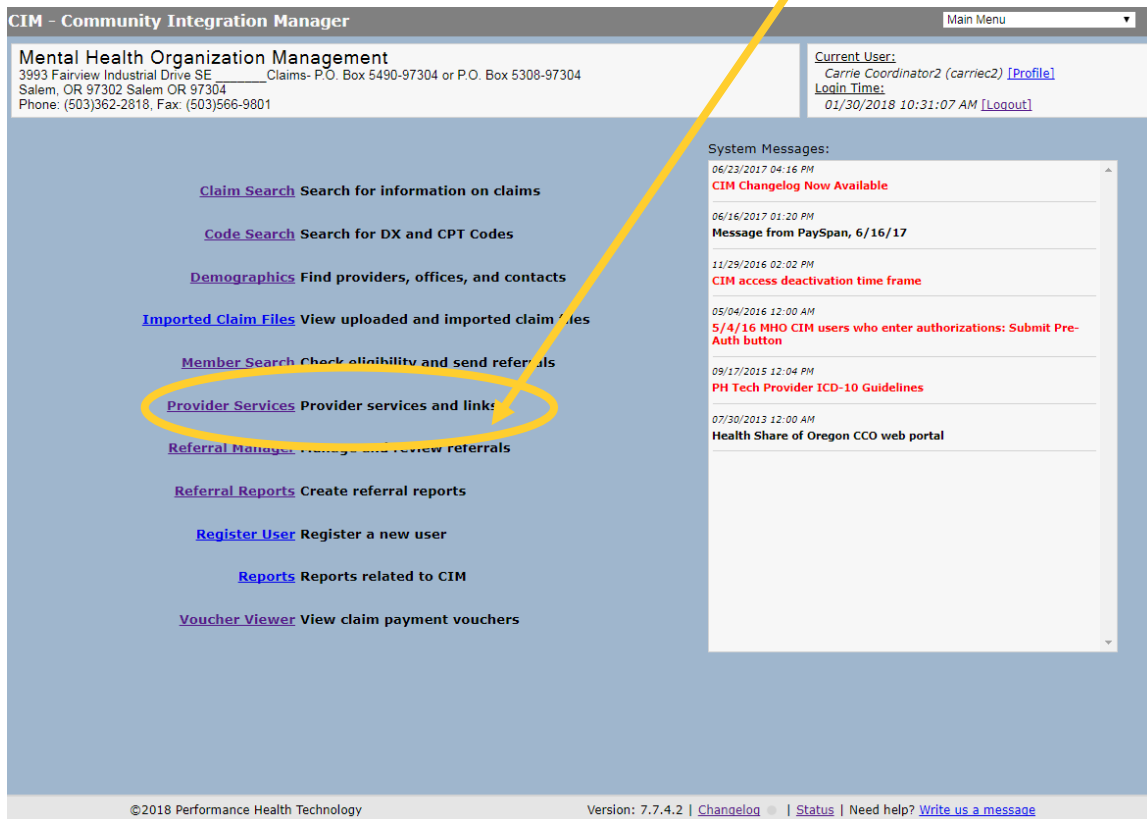 CIM - Community Integration Manager
Main Menu
Mental Health Organization Management
3993 Fairview Industrial Drive SE _______Claims- P.O. Box 5490-97304 or P.O. Box 5308-97304
Salem, OR 97302 Salem OR 97304
Phone: (503)362-2818, Fax: (503)566-9801
Current User:
Carrie Coordinator2 (carriec2) [Profile]
Login Time:
01/30/2018 10:31:07 AM [Logout]
Claim Search Search for information on claims
Code Search Search for DX and CPT Codes
Demographics Find providers, offices, and contacts
Imported Claim Files View uploaded and imported claim files
Member Search Check eligibility and send referrals
Provider Services Provider services and links
Referral Manager Manage and review referrals
Referral Reports Create referral reports
Register User Register a new user
Reports Reports related to CIM
Voucher Viewer View claim payment vouchers
System Messages:
06/23/2017 04:16 PM
CIM Changelog Now Available
06/16/2017 01:20 PM
Message from PaySpan, 6/16/17
11/29/2016 02:02 PM
CIM access deactivation time frame
05/04/2016 12:00 AM
5/4/16 MHO CIM users who enter authorizations: Submit Pre-
Auth button
09/17/2015 12:04 PM
PH Tech Provider ICD-10 Guidelines
07/30/2013 12:00 AM
Health Share of Oregon CCO web portal
©2018 Performance Health Technology
Version: 7.7.4.2 | Changelog | Status | Need help? Write us a message